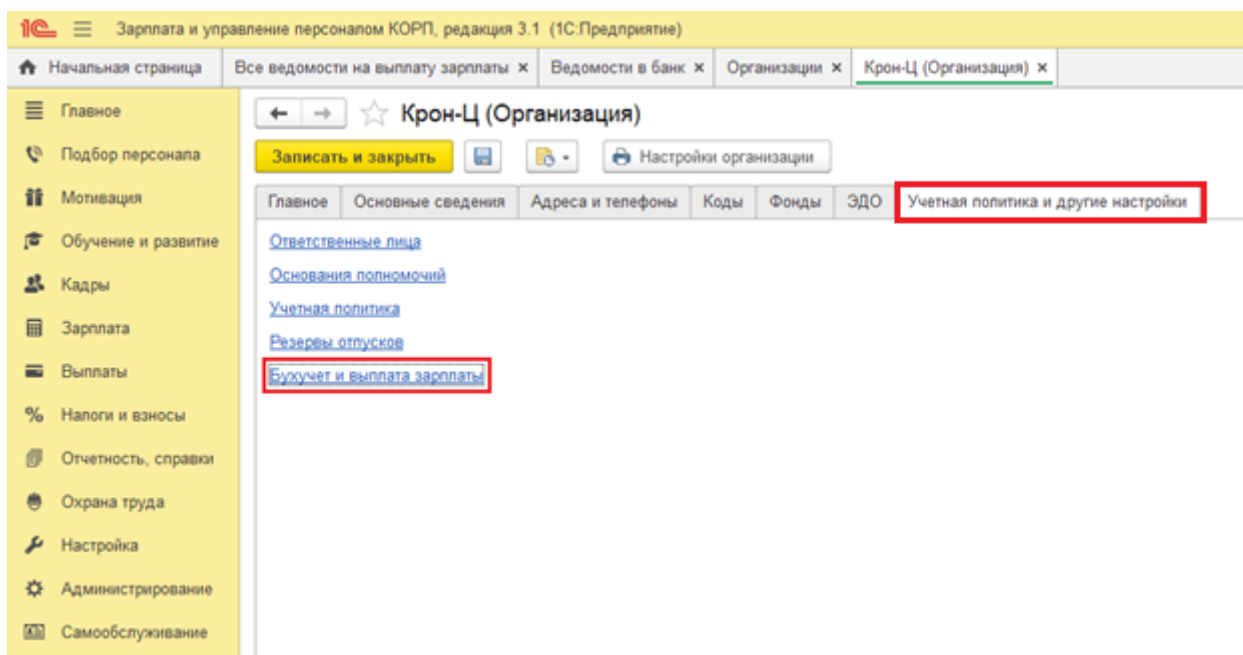 1С Зарплата и управление персоналом КОРП, редакция 3.1 (1С:Предприятие)
Начальная страница Все ведомости на выплату зарплаты × Ведомости в банк × Организации × Крон-Ц (Организация) ×
Главное
Подбор персонала
Мотивация
Обучение и развитие
Кадры
Зарплата
Выплаты
% Налоги и взносы
Отчетность, справки
Охрана труда
Настройка
Администрирование
Самообслуживание
Крон-Ц (Организация)
Записать и закрыть Настройки организации
Главное Основные сведения Адреса и телефоны Коды Фонды ЭДО Учетная политика и другие настройки
Ответственные лица
Основания полномочий
Учетная политика
Резервы отпусков
Бухучет и выплата зарплаты